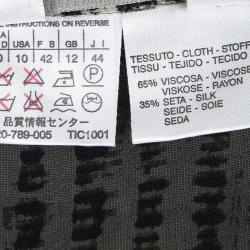 INSTRUCTIONS ON REVERSE
USA F B I J
10 42 12 44
品質情報センター
20-789-005 TIC1001
TESSUTO - CLOTH - STOFF
TISSU - TEJIDO - TECIDO
65% VISCOSA - VISCOSE
VISKOSE - RAYON
35% SETA - SILK
SEIDE - SOIE
SEDA